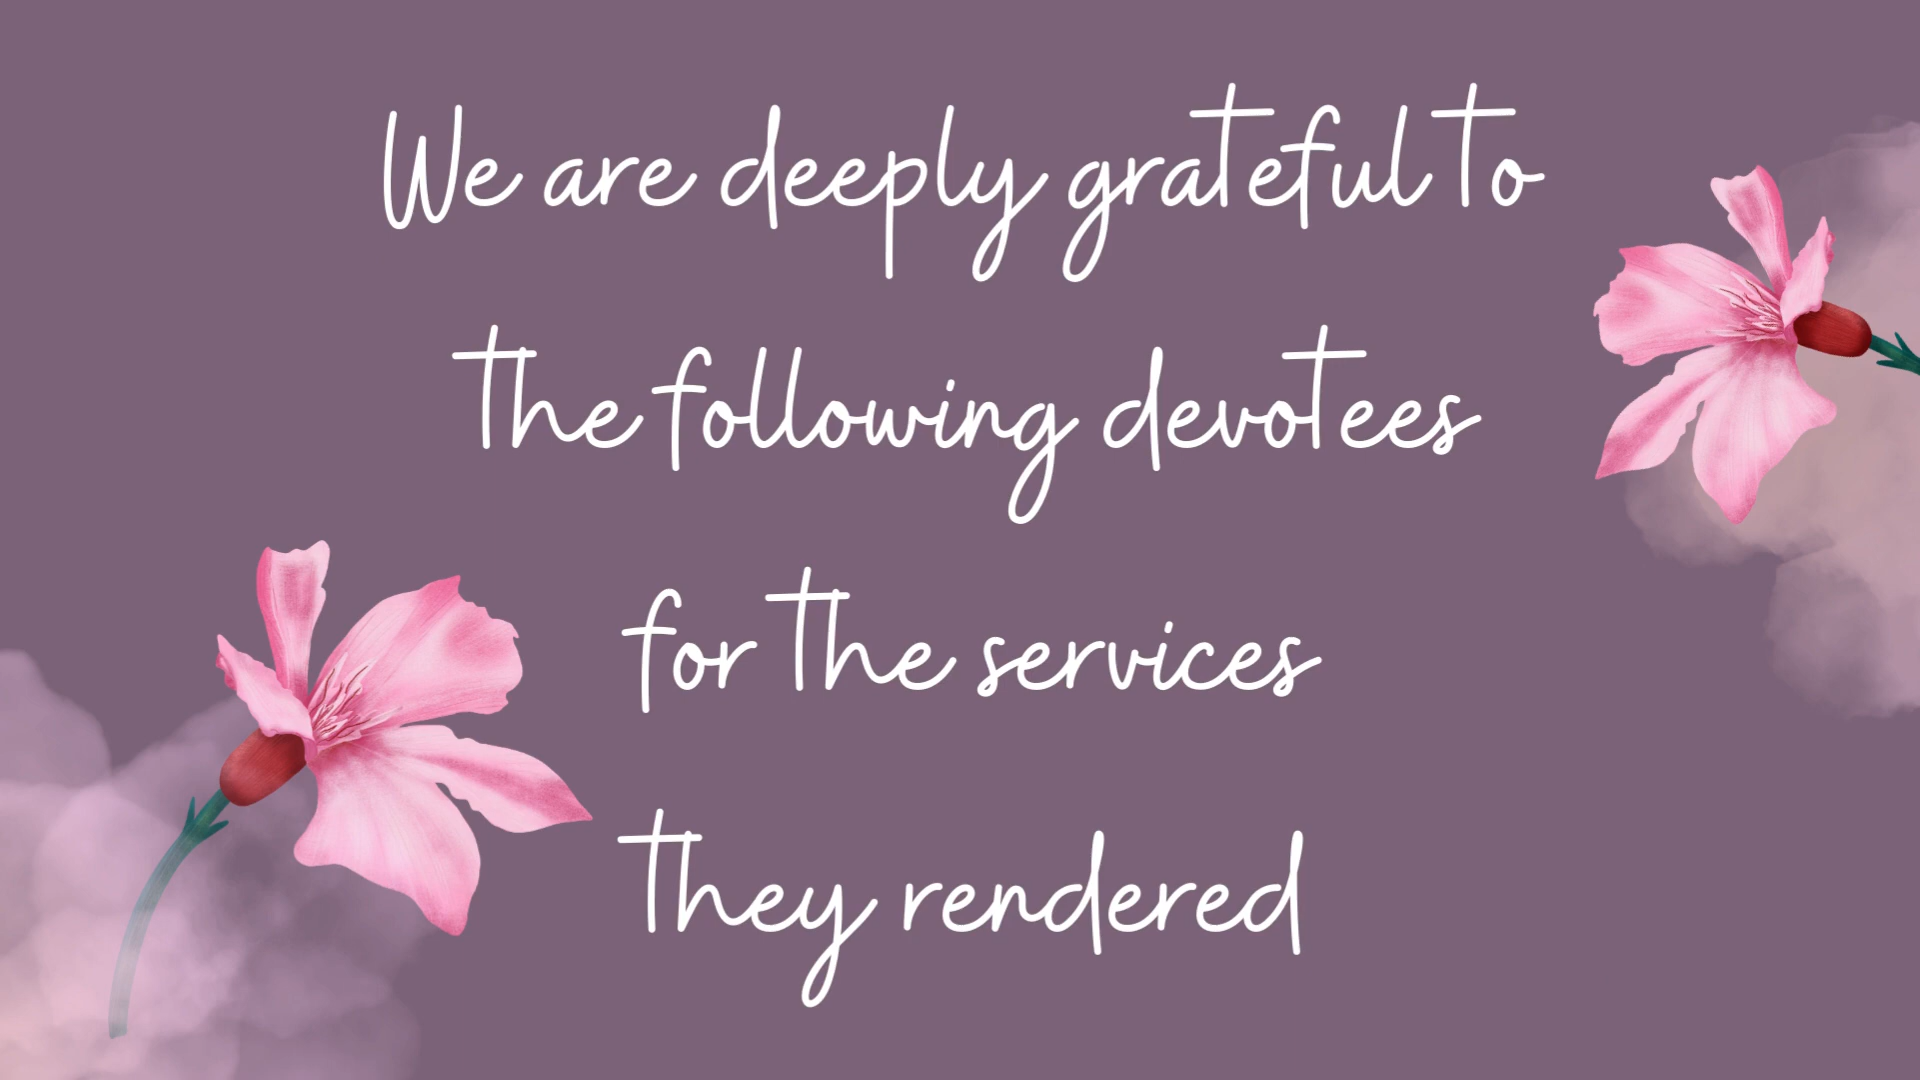 We are deeply grateful to
the following devotees
for the services
they rendered